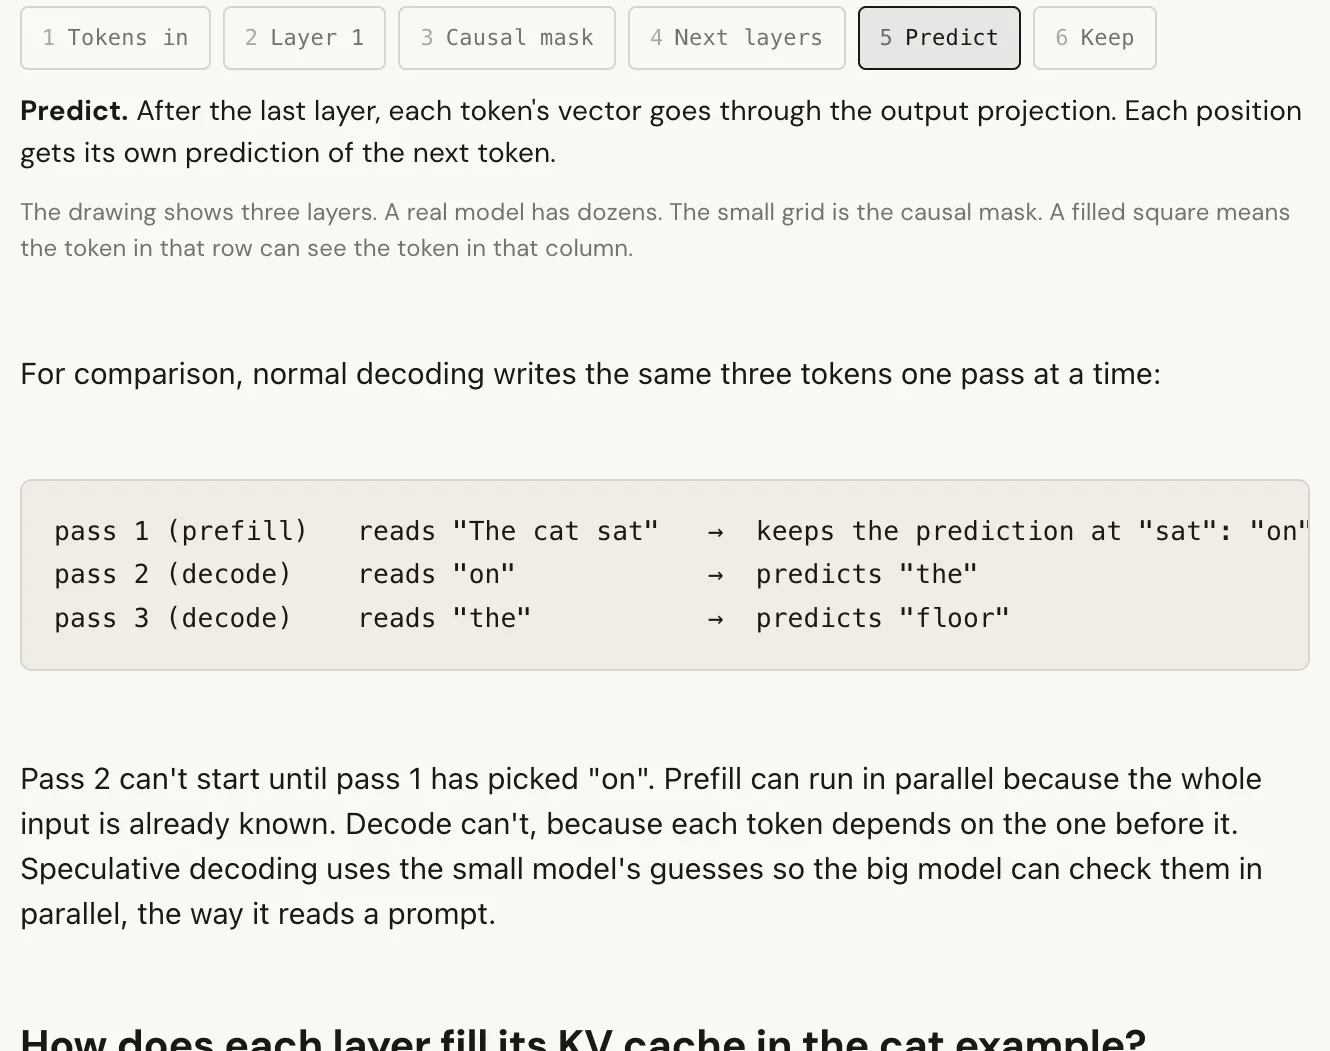 1 Tokens in 2 Layer 1 3 Causal mask 4 Next layers 5 Predict 6 Keep
Predict. After the last layer, each token's vector goes through the output projection. Each position
gets its own prediction of the next token.
The drawing shows three layers. A real model has dozens. The small grid is the causal mask. A filled square means
the token in that row can see the token in that column.
For comparison, normal decoding writes the same three tokens one pass at a time:
pass 1 (prefill)   reads "The cat sat"   →  keeps the prediction at "sat": "on"
pass 2 (decode)    reads "on"            →  predicts "the"
pass 3 (decode)    reads "the"           →  predicts "floor"
Pass 2 can't start until pass 1 has picked "on". Prefill can run in parallel because the whole
input is already known. Decode can't, because each token depends on the one before it.
Speculative decoding uses the small model's guesses so the big model can check them in
parallel, the way it reads a prompt.
How does each layer fill its KV cache in the cat example?